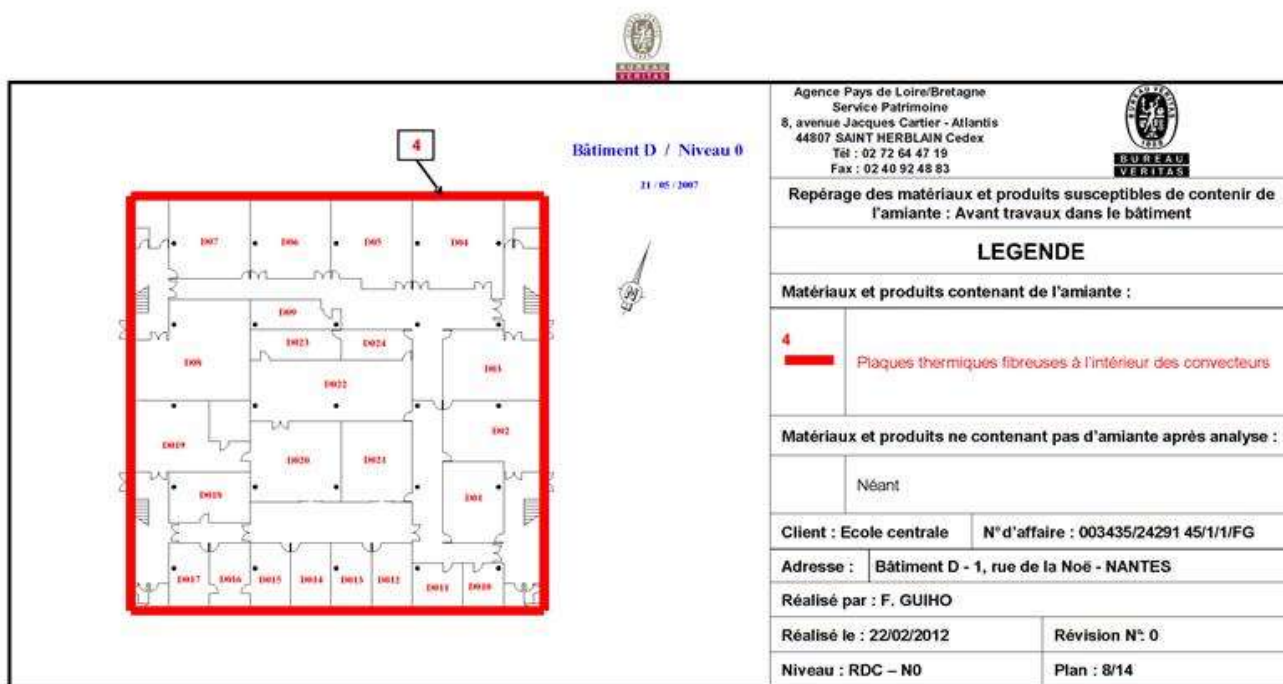 BUREAU
VERITAS
4
Bâtiment D / Niveau 0
21 / 05 / 2007
D07
D06
D05
D04
D09
D023
D024
D08
D022
D03
D019
D02
D020
D021
D018
D01
D017
D016
D015
D014
D013
D012
D011
D010
Agence Pays de Loire/Bretagne
Service Patrimoine
8, avenue Jacques Cartier - Atlantis
44807 SAINT HERBLAIN Cedex
Tél : 02 72 64 47 19
Fax : 02 40 92 48 83
BUREAU VERITAS
1828
BUREAU
VERITAS
Repérage des matériaux et produits susceptibles de contenir de
l'amiante : Avant travaux dans le bâtiment
LEGENDE
Matériaux et produits contenant de l'amiante :
4
Plaques thermiques fibreuses à l'intérieur des convecteurs
Matériaux et produits ne contenant pas d'amiante après analyse :
Néant
Client : Ecole centrale
N° d'affaire : 003435/24291 45/1/1/FG
Adresse :
Bâtiment D - 1, rue de la Noë - NANTES
Réalisé par : F. GUIHO
Réalisé le : 22/02/2012
Révision N°: 0
Niveau : RDC – N0
Plan : 8/14